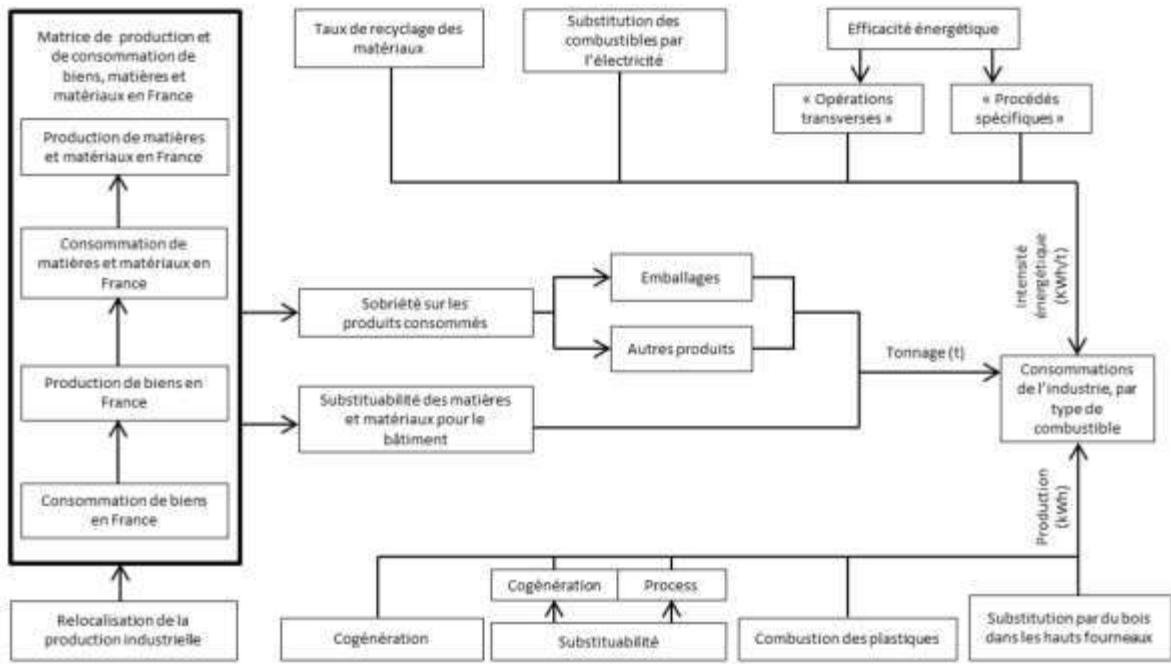 Matrice de production et
de consommation de
biens, matières et
matériaux en France
Production de matières
et matériaux en France
Consommation de
matières et matériaux en
France
Production de biens en
France
Consommation de biens
en France
Relocalisation de la
production industrielle
Taux de recyclage des
matériaux
Substitution des
combustibles par
l'électricité
Efficacité énergétique
« Opérations
transverses »
« Procédés
spécifiques »
Intensité
énergétique
(KWh/t)
Sobriété sur les
produits consommés
Emballages
Autres produits
Substituabilité des matières
et matériaux pour le
bâtiment
Tonnage (t)
Consommations
de l'industrie, par
type de
combustible
Production
(kWh)
Cogénération
Process
Cogénération
Substituabilité
Combustion des plastiques
Substitution par du bois
dans les hauts fourneaux